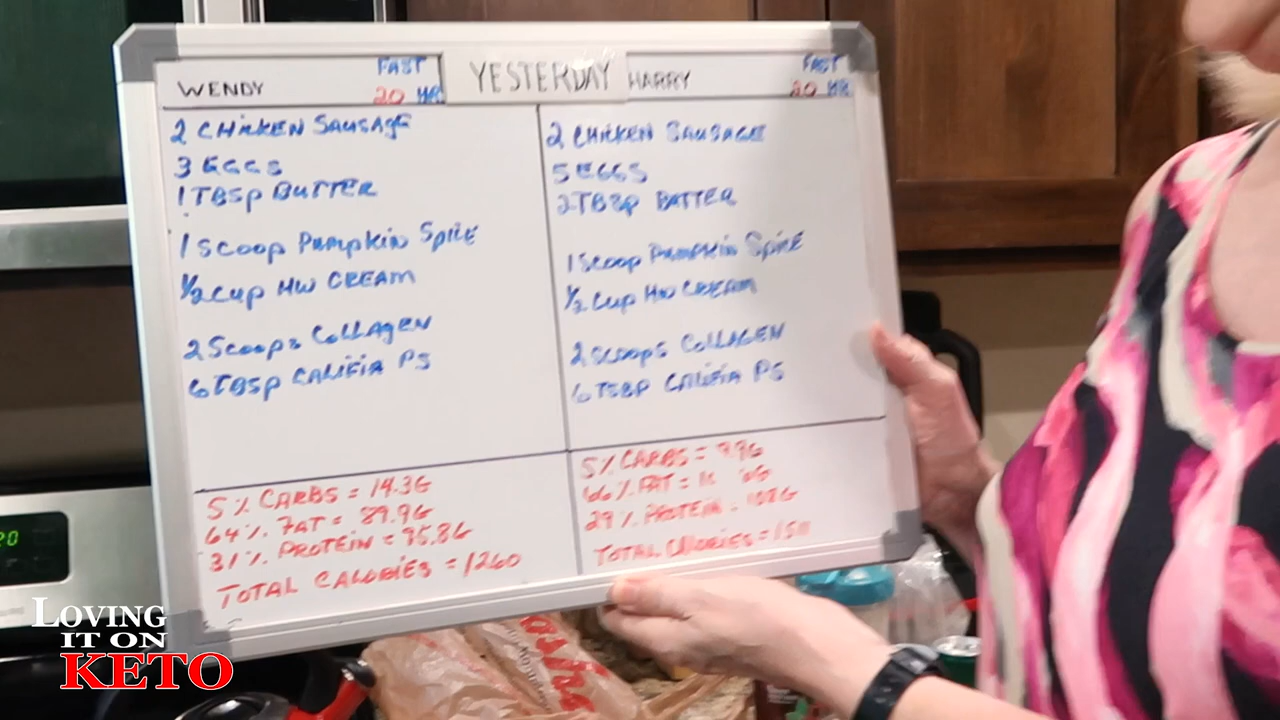 YESTERDAY
WENDY
FAST
20 HR
2 CHICKEN SAUSAGE
3 EGGS
1 TBSP BUTTER
1 SCOOP PUMPKIN SPICE
1/2 CUP HW CREAM
2 SCOOPS COLLAGEN
6 TBSP CALIFIA PS
5% CARBS = 14.3G
64% FAT = 89.9G
31% PROTEIN = 95.8G
TOTAL CALORIES = 1260
HARRY
FAST
20 HR
2 CHICKEN SAUSAGE
5 EGGS
2 TBSP BUTTER
1 SCOOP PUMPKIN SPICE
1/2 CUP HW CREAM
2 SCOOPS COLLAGEN
6 TBSP CALIFIA PS
5% CARBS =
66% FAT =
29% PROTEIN =
TOTAL CALORIES =
LOVING
IT ON
KETO